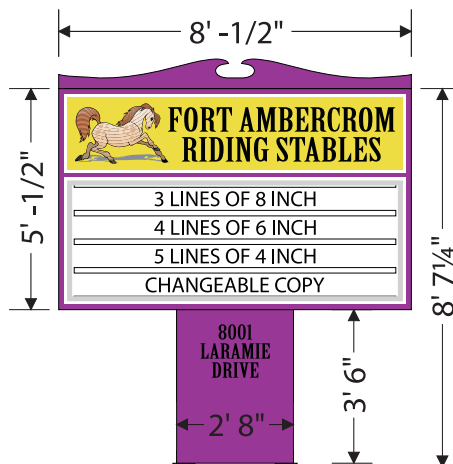 8' -1/2"
FORT AMBERCROM
RIDING STABLES
3 LINES OF 8 INCH
4 LINES OF 6 INCH
5 LINES OF 4 INCH
CHANGEABLE COPY
5' -1/2"
8' 7¼"
8001
LARAMIE
DRIVE
2' 8"
3' 6"